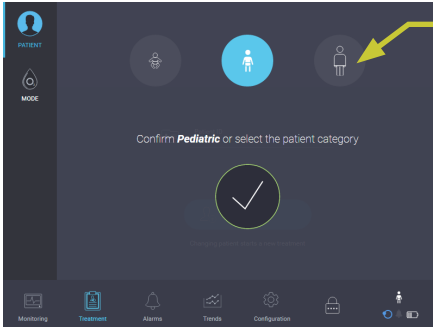 PATIENT
MODE
Confirm Pediatric or select the patient category
Monitoring
Treatment
Alarms
Trends
Configuration